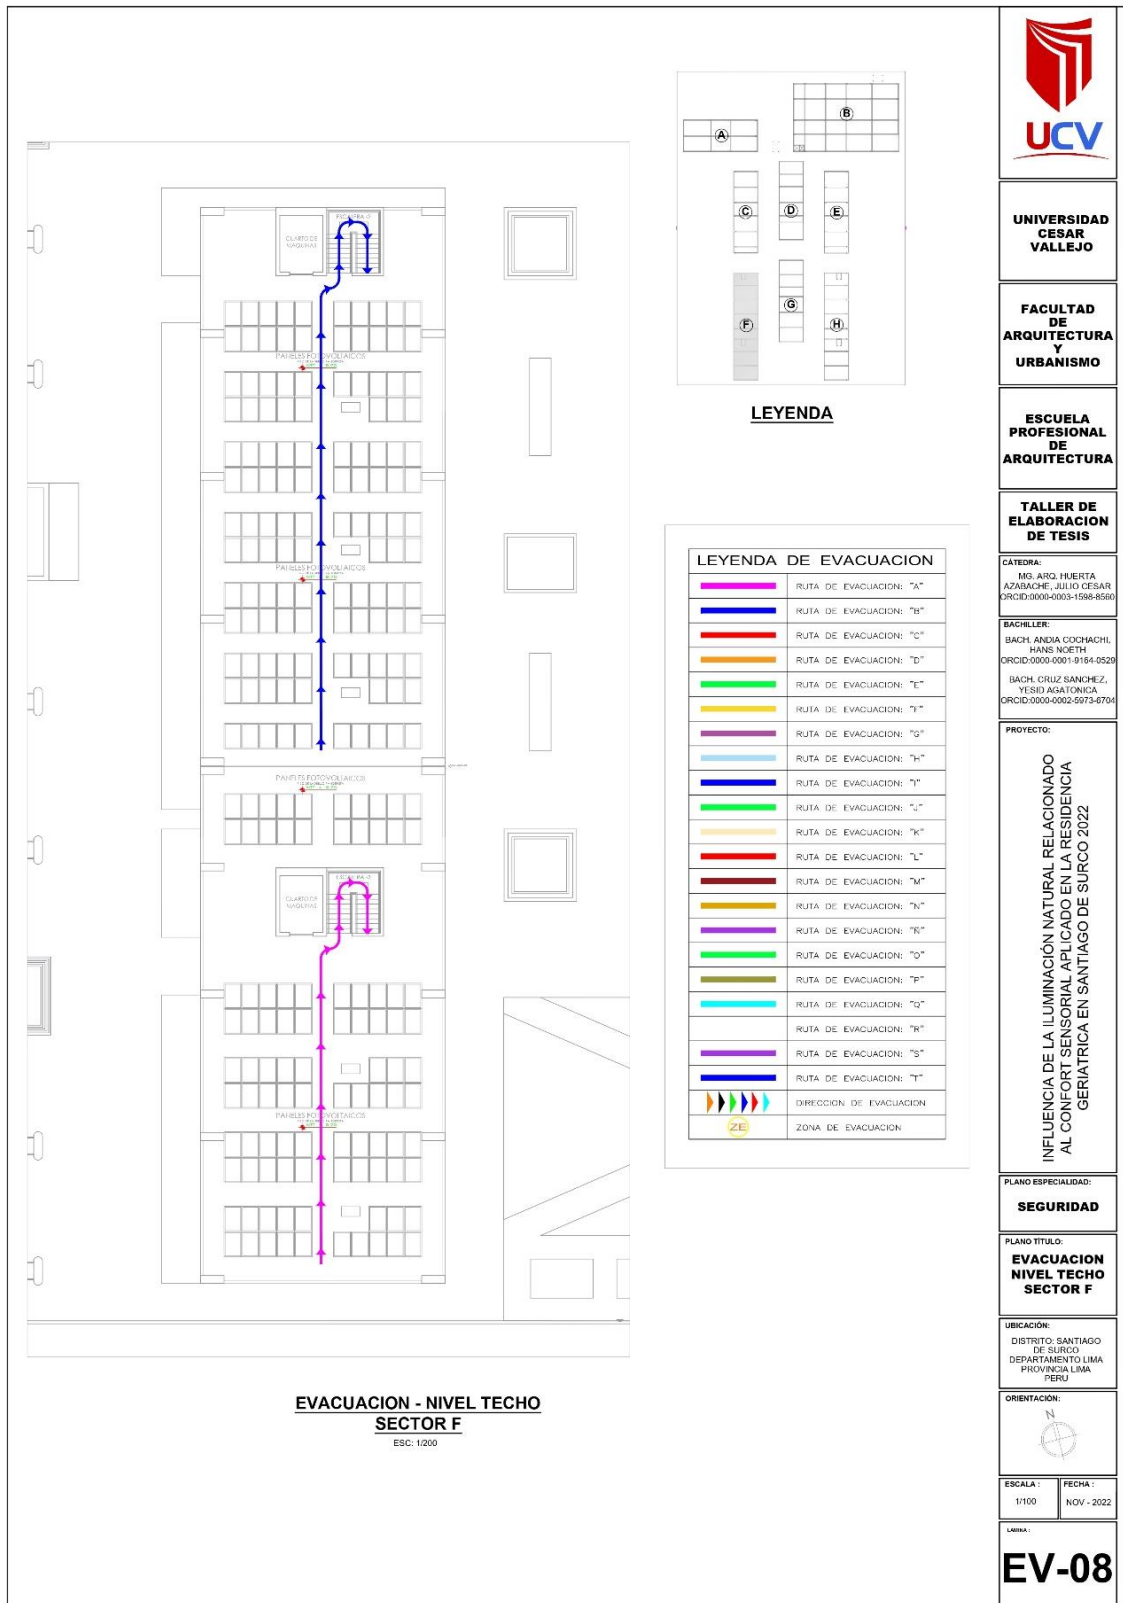 ESCALERA-2
CUARTO DE
MAQUINAS
PANELES FOTOVOLTAICOS
PANELES FOTOVOLTAICOS
PANELES FOTOVOLTAICOS
CUARTO DE
MAQUINAS
PANELES FOTOVOLTAICOS
EVACUACION - NIVEL TECHO
SECTOR F
ESC: 1/200
A
B
C
D
E
F
G
H
LEYENDA
LEYENDA DE EVACUACION
RUTA DE EVACUACION: "A"
RUTA DE EVACUACION: "B"
RUTA DE EVACUACION: "C"
RUTA DE EVACUACION: "D"
RUTA DE EVACUACION: "E"
RUTA DE EVACUACION: "F"
RUTA DE EVACUACION: "G"
RUTA DE EVACUACION: "H"
RUTA DE EVACUACION: "I"
RUTA DE EVACUACION: "J"
RUTA DE EVACUACION: "K"
RUTA DE EVACUACION: "L"
RUTA DE EVACUACION: "M"
RUTA DE EVACUACION: "N"
RUTA DE EVACUACION: "Ñ"
RUTA DE EVACUACION: "O"
RUTA DE EVACUACION: "P"
RUTA DE EVACUACION: "Q"
RUTA DE EVACUACION: "R"
RUTA DE EVACUACION: "S"
RUTA DE EVACUACION: "T"
DIRECCION DE EVACUACION
ZE ZONA DE EVACUACION
UCV
UNIVERSIDAD
CESAR
VALLEJO
FACULTAD
DE
ARQUITECTURA
Y
URBANISMO
ESCUELA
PROFESIONAL
DE
ARQUITECTURA
TALLER DE
ELABORACION
DE TESIS
CÁTEDRA:
MG. ARQ. HUERTA
AZABACHE, JULIO CESAR
ORCID:0000-0003-1598-8560
BACHILLER:
BACH. ANDIA COCHACHI,
HANS NOETH
ORCID:0000-0001-9164-0529
BACH. CRUZ SANCHEZ,
YESID AGATONICA
ORCID:0000-0002-5973-6704
PROYECTO:
INFLUENCIA DE LA ILUMINACIÓN NATURAL RELACIONADO
AL CONFORT SENSORIAL APLICADO EN LA RESIDENCIA
GERIATRICA EN SANTIAGO DE SURCO 2022
PLANO ESPECIALIDAD:
SEGURIDAD
PLANO TÍTULO:
EVACUACION
NIVEL TECHO
SECTOR F
UBICACIÓN:
DISTRITO: SANTIAGO
DE SURCO
DEPARTAMENTO LIMA
PROVINCIA LIMA
PERU
ORIENTACIÓN:
N
ESCALA :
1/100
FECHA :
NOV - 2022
LAMINA :
EV-08